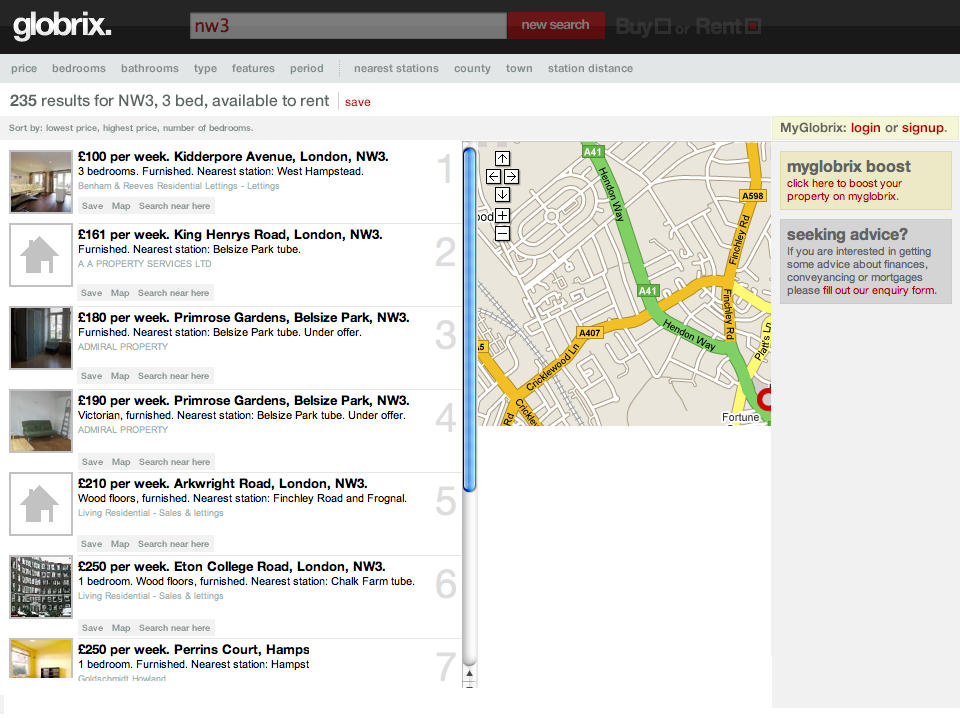 globrix.
nw3
new search
Buy or Rent
price bedrooms bathrooms type features period nearest stations county town station distance
235 results for NW3, 3 bed, available to rent save
Sort by: lowest price, highest price, number of bedrooms.
MyGlobrix: login or signup.
£100 per week. Kidderpore Avenue, London, NW3.
3 bedrooms. Furnished. Nearest station: West Hampstead.
Benham & Reeves Residential Lettings - Lettings
Save Map Search near here
1
£161 per week. King Henrys Road, London, NW3.
Furnished. Nearest station: Belsize Park tube.
A A PROPERTY SERVICES LTD
Save Map Search near here
2
£180 per week. Primrose Gardens, Belsize Park, NW3.
Furnished. Nearest station: Belsize Park tube. Under offer.
ADMIRAL PROPERTY
Save Map Search near here
3
£190 per week. Primrose Gardens, Belsize Park, NW3.
Victorian, furnished. Nearest station: Belsize Park tube. Under offer.
ADMIRAL PROPERTY
Save Map Search near here
4
£210 per week. Arkwright Road, London, NW3.
Wood floors, furnished. Nearest station: Finchley Road and Frognal.
Living Residential - Sales & lettings
Save Map Search near here
5
£250 per week. Eton College Road, London, NW3.
1 bedroom. Wood floors, furnished. Nearest station: Chalk Farm tube.
Living Residential - Sales & lettings
Save Map Search near here
6
£250 per week. Perrins Court, Hamps
1 bedroom. Furnished. Nearest station: Hampst
Goldschmidt Howland
7
A41
Hendon Way
A598
Finchley Rd
ood
A41
Finchley Rd
A407
Hendon Way
Platt's Ln
A5
Cricklewood Ln
Cricklew
Rd
Fortune
myglobrix boost
click here to boost your
property on myglobrix.
seeking advice?
If you are interested in getting
some advice about finances,
conveyancing or mortgages
please fill out our enquiry form.